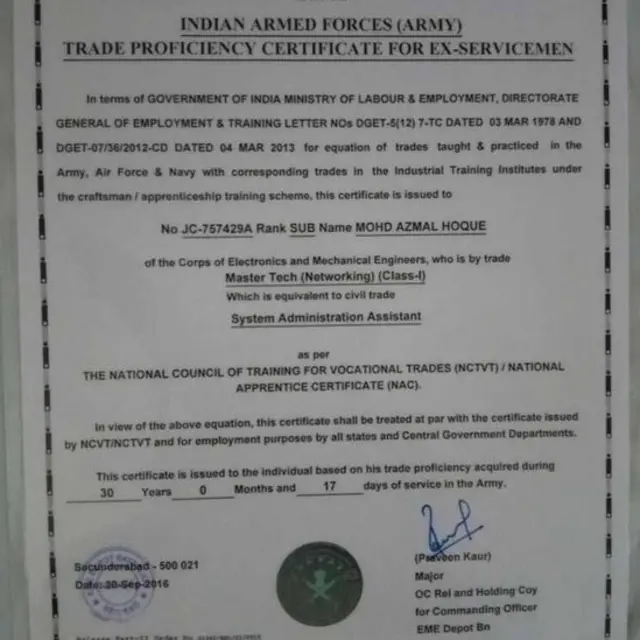 INDIAN ARMED FORCES (ARMY)
TRADE PROFICIENCY CERTIFICATE FOR EX-SERVICEMEN
In terms of GOVERNMENT OF INDIA MINISTRY OF LABOUR & EMPLOYMENT, DIRECTORATE
GENERAL OF EMPLOYMENT & TRAINING LETTER NOs DGET-5(12) 7-TC DATED 03 MAR 1978 AND
DGET-07/36/2012-CD DATED 04 MAR 2013 for equation of trades taught & practiced in the
Army, Air Force & Navy with corresponding trades in the Industrial Training Institutes under
the craftsman / apprenticeship training scheme, this certificate is issued to
No JC-757429A Rank SUB Name MOHD AZMAL HOQUE
of the Corps of Electronics and Mechanical Engineers, who is by trade
Master Tech (Networking) (Class-I)
Which is equivalent to civil trade
System Administration Assistant
as per
THE NATIONAL COUNCIL OF TRAINING FOR VOCATIONAL TRADES (NCTVT) / NATIONAL
APPRENTICE CERTIFICATE (NAC).
In view of the above equation, this certificate shall be treated at par with the certificate issued
by NCVT/NCTVT and for employment purposes by all states and Central Government Departments.
This certificate is issued to the individual based on his trade proficiency acquired during
30 Years 0 Months and 17 days of service in the Army.
(Praveen Kaur)
Secunderabad - 500 021
Major
Date: 30-Sep-2016
OC Rel and Holding Coy
for Commanding Officer
EME Depot Bn